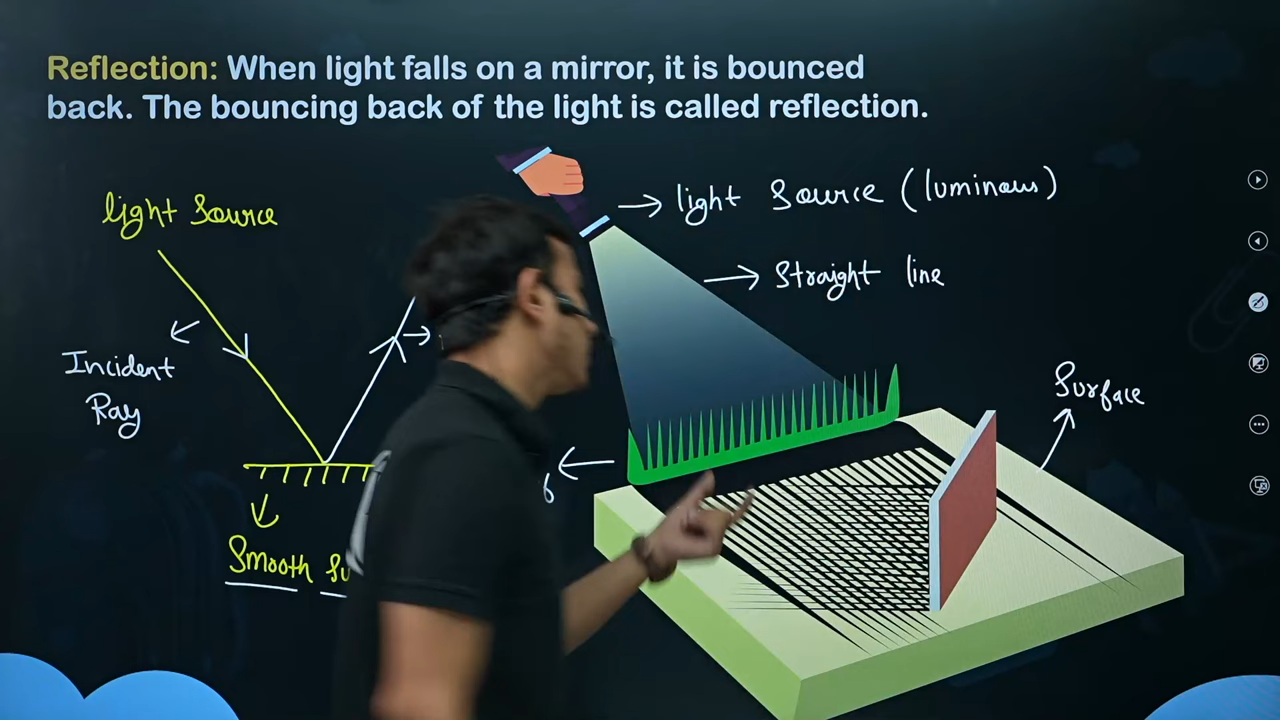 Reflection: When light falls on a mirror, it is bounced
back. The bouncing back of the light is called reflection.
light Source (luminous)
light Source
Straight line
Incident
Ray
Surface
Smooth